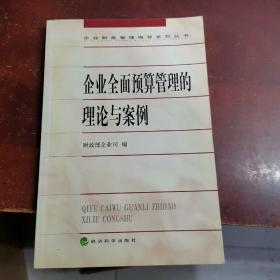 企业财务管理指导系列丛书
企业全面预算管理的
理论与案例
财政部企业司 编
QIYE CAIWU GUANLI ZHIDAO
XILIE CONGSHU
经济科学出版社